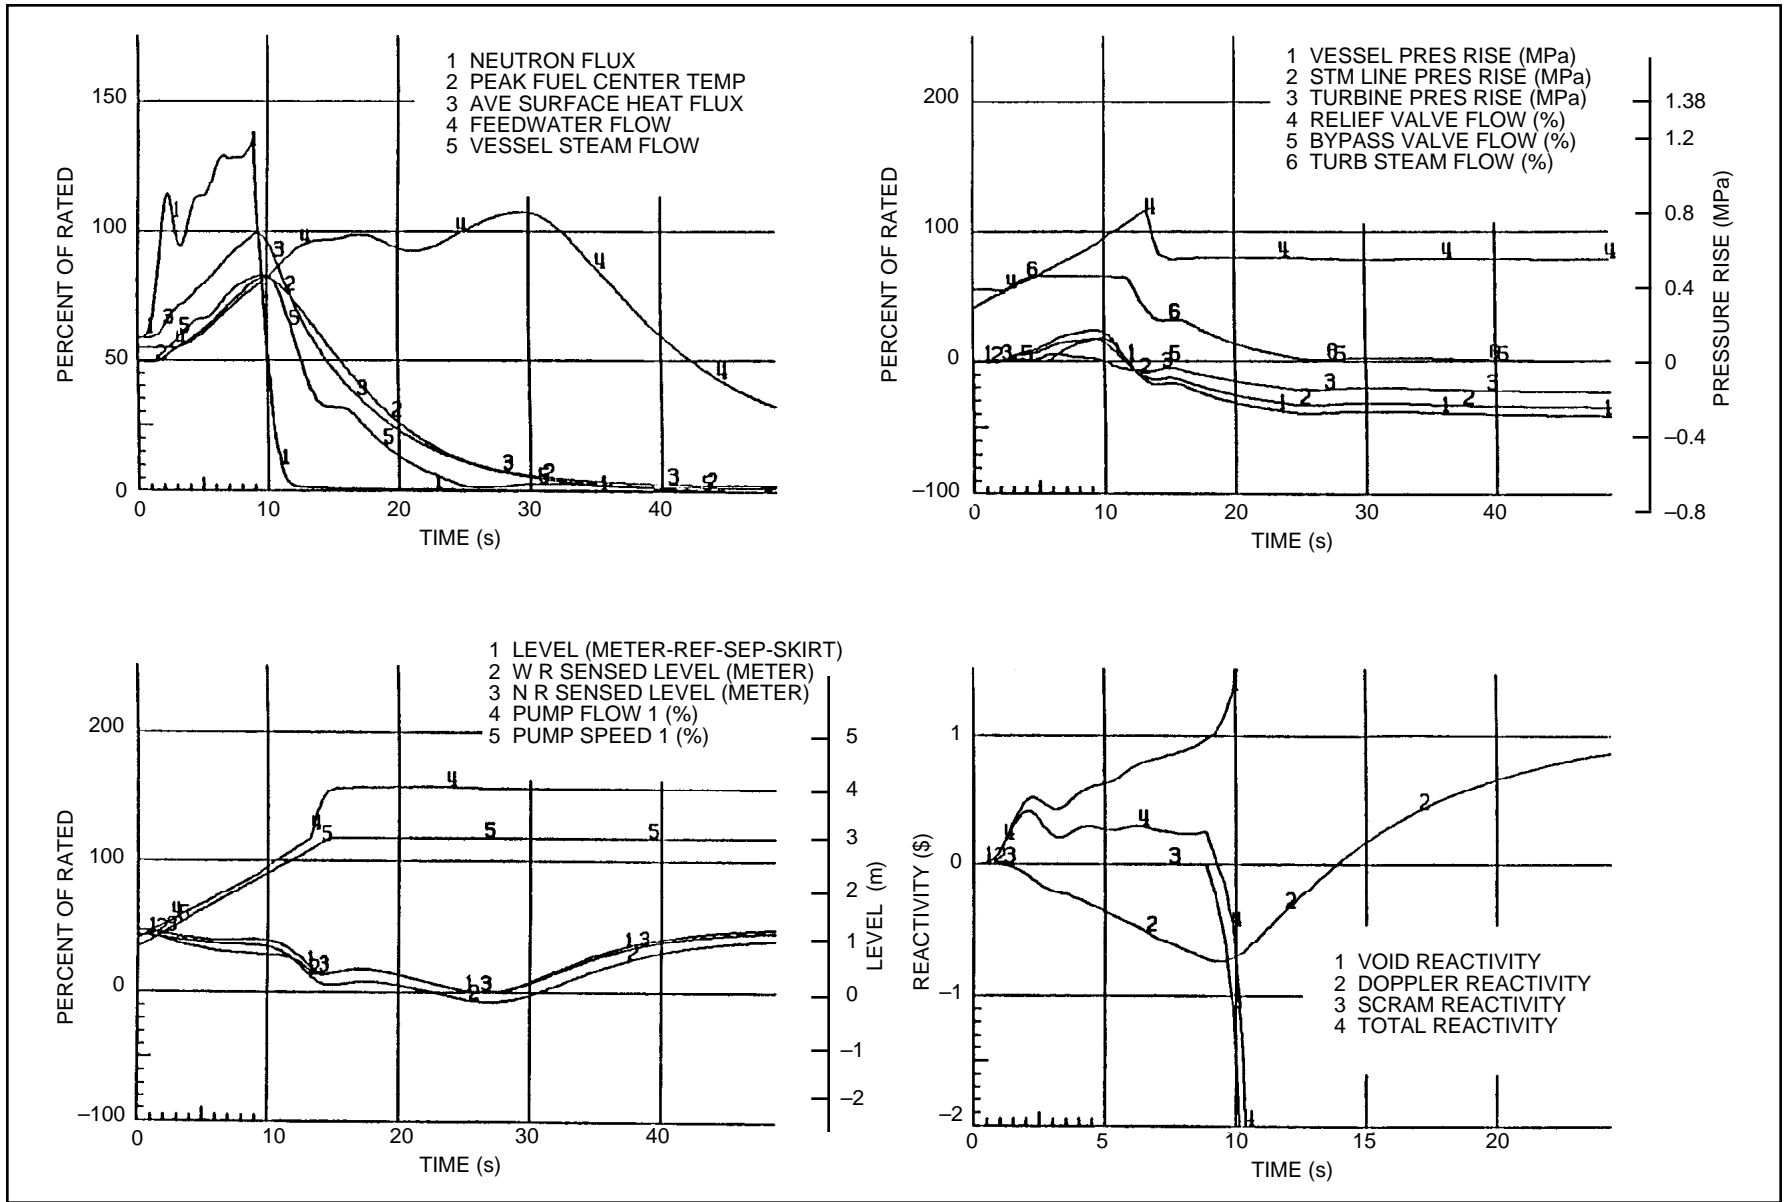 1 NEUTRON FLUX
2 PEAK FUEL CENTER TEMP
3 AVE SURFACE HEAT FLUX
4 FEEDWATER FLOW
5 VESSEL STEAM FLOW
PERCENT OF RATED
150
100
50
0
0 10 20 30 40
TIME (s)
1 VESSEL PRES RISE (MPa)
2 STM LINE PRES RISE (MPa)
3 TURBINE PRES RISE (MPa)
4 RELIEF VALVE FLOW (%)
5 BYPASS VALVE FLOW (%)
6 TURB STEAM FLOW (%)
PERCENT OF RATED
200
100
0
–100
0 10 20 30 40
TIME (s)
1.38
1.2
0.8
0.4
0
–0.4
–0.8
PRESSURE RISE (MPa)
1 LEVEL (METER-REF-SEP-SKIRT)
2 W R SENSED LEVEL (METER)
3 N R SENSED LEVEL (METER)
4 PUMP FLOW 1 (%)
5 PUMP SPEED 1 (%)
PERCENT OF RATED
200
100
0
–100
0 10 20 30 40
TIME (s)
5
4
3
2
1
0
–1
–2
LEVEL (m)
REACTIVITY ($)
1
0
–1
–2
0 5 10 15 20
TIME (s)
1 VOID REACTIVITY
2 DOPPLER REACTIVITY
3 SCRAM REACTIVITY
4 TOTAL REACTIVITY